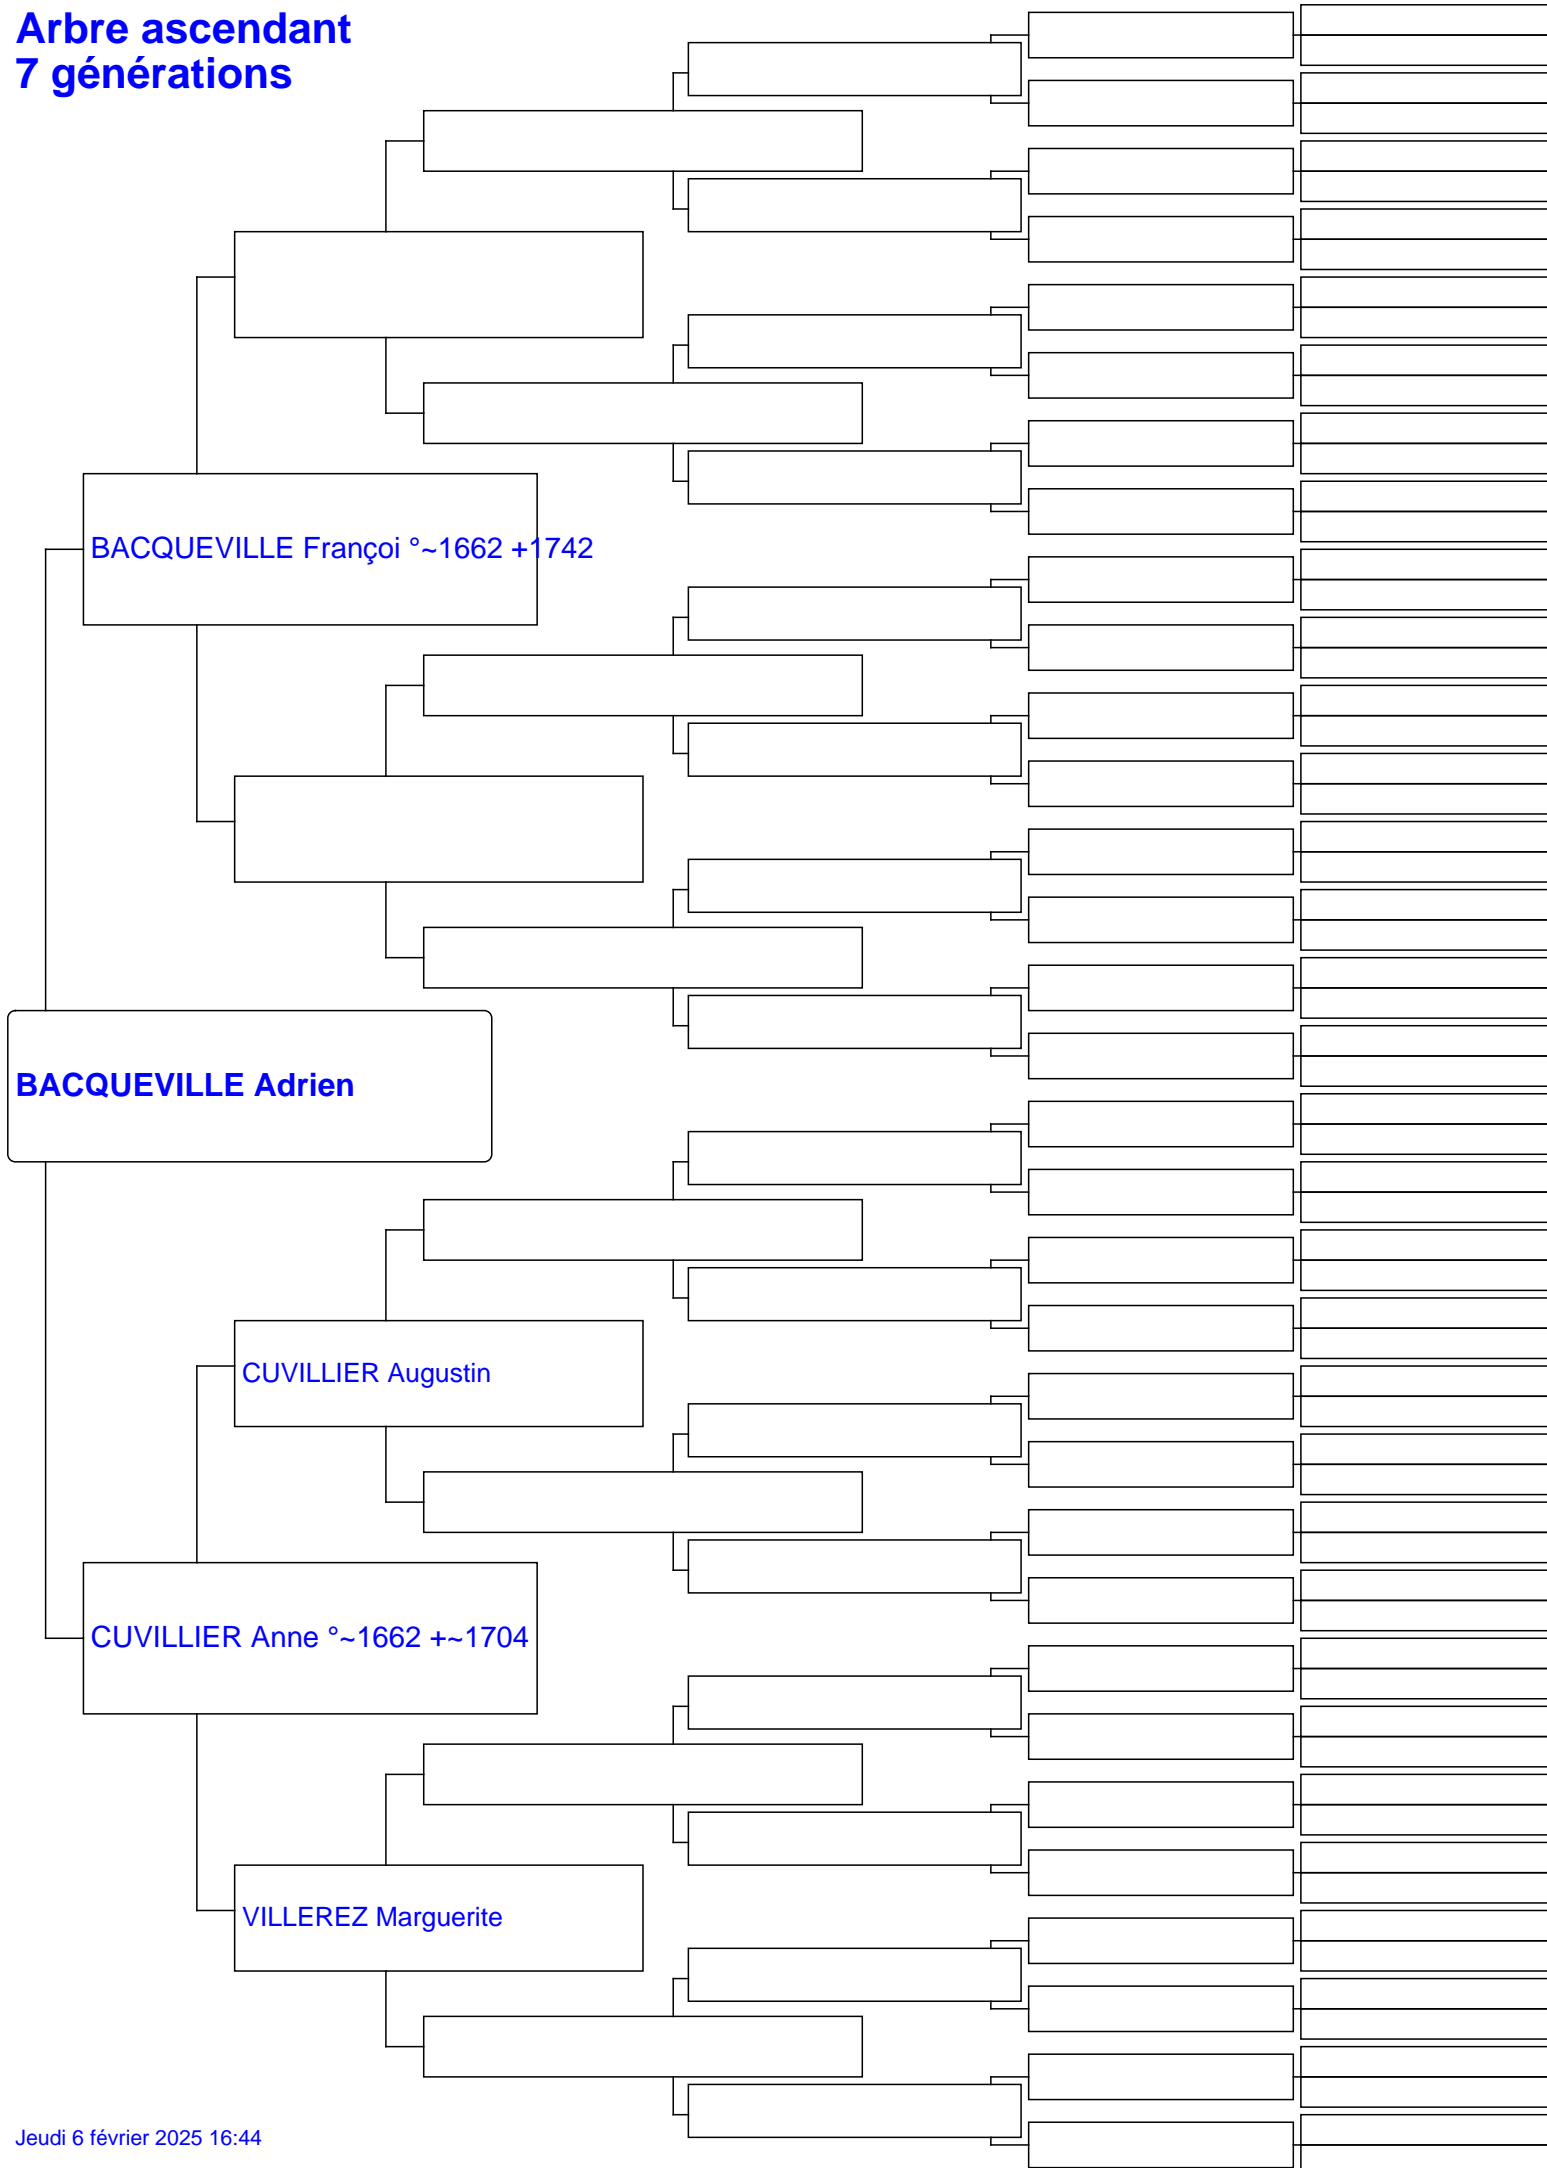 Arbre ascendant
7 générations
BACQUEVILLE Françoi °~1662 +1742
BACQUEVILLE Adrien
CUVILLIER Augustin
CUVILLIER Anne °~1662 +~1704
VILLEREZ Marguerite
Jeudi 6 février 2025 16:44